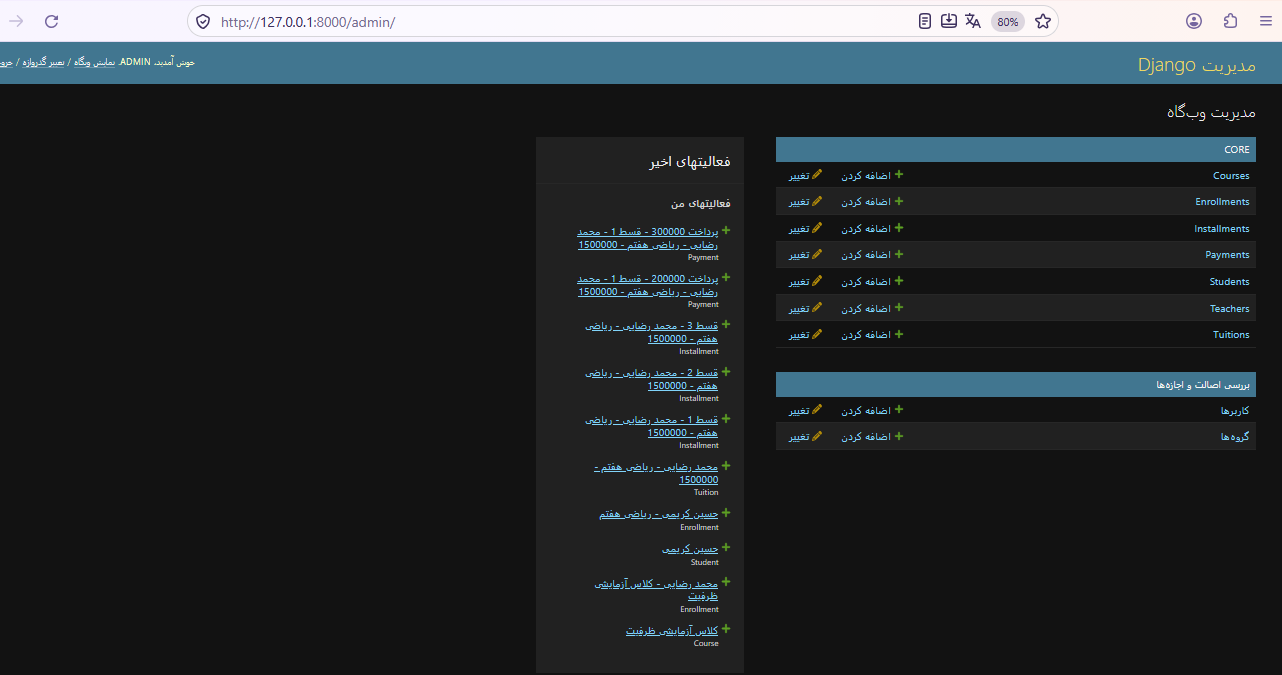 http://127.0.0.1:8000/admin/
80%
مدیریت Django
خوش آمدید، ADMIN. نمایش وبگاه / تغییر گذرواژه /
مدیریت وب‌گاه
CORE
Courses اضافه کردن تغییر
Enrollments اضافه کردن تغییر
Installments اضافه کردن تغییر
Payments اضافه کردن تغییر
Students اضافه کردن تغییر
Teachers اضافه کردن تغییر
Tuitions اضافه کردن تغییر
بررسی اصالت و اجازه‌ها
کاربرها اضافه کردن تغییر
گروه‌ها اضافه کردن تغییر
فعالیتهای اخیر
فعالیتهای من
پرداخت 300000 - قسط 1 - محمد
رضایی - ریاضی هفتم - 1500000
Payment
پرداخت 200000 - قسط 1 - محمد
رضایی - ریاضی هفتم - 1500000
Payment
قسط 3 - محمد رضایی - ریاضی
هفتم - 1500000
Installment
قسط 2 - محمد رضایی - ریاضی
هفتم - 1500000
Installment
قسط 1 - محمد رضایی - ریاضی
هفتم - 1500000
Installment
محمد رضایی - ریاضی هفتم -
1500000
Tuition
حسین کریمی - ریاضی هفتم
Enrollment
حسین کریمی
Student
محمد رضایی - کلاس آزمایشی
ظرفیت
Enrollment
کلاس آزمایشی ظرفیت
Course